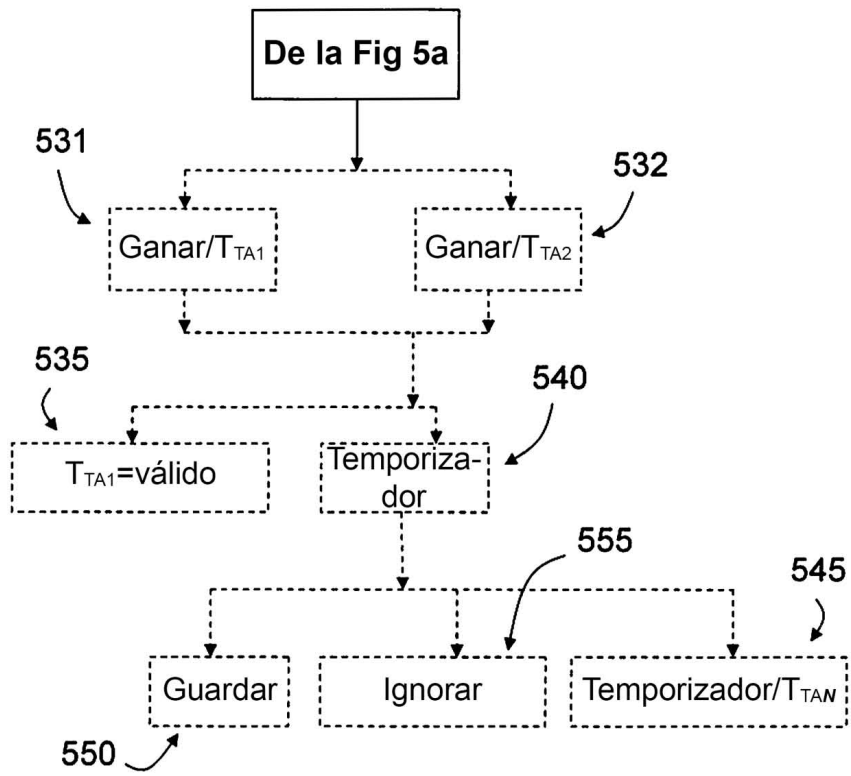 De la Fig 5a
531
532
Ganar/TTA1
Ganar/TTA2
535
540
TTA1=válido
Temporiza-
dor
555
545
Guardar
Ignorar
Temporizador/TTAN
550